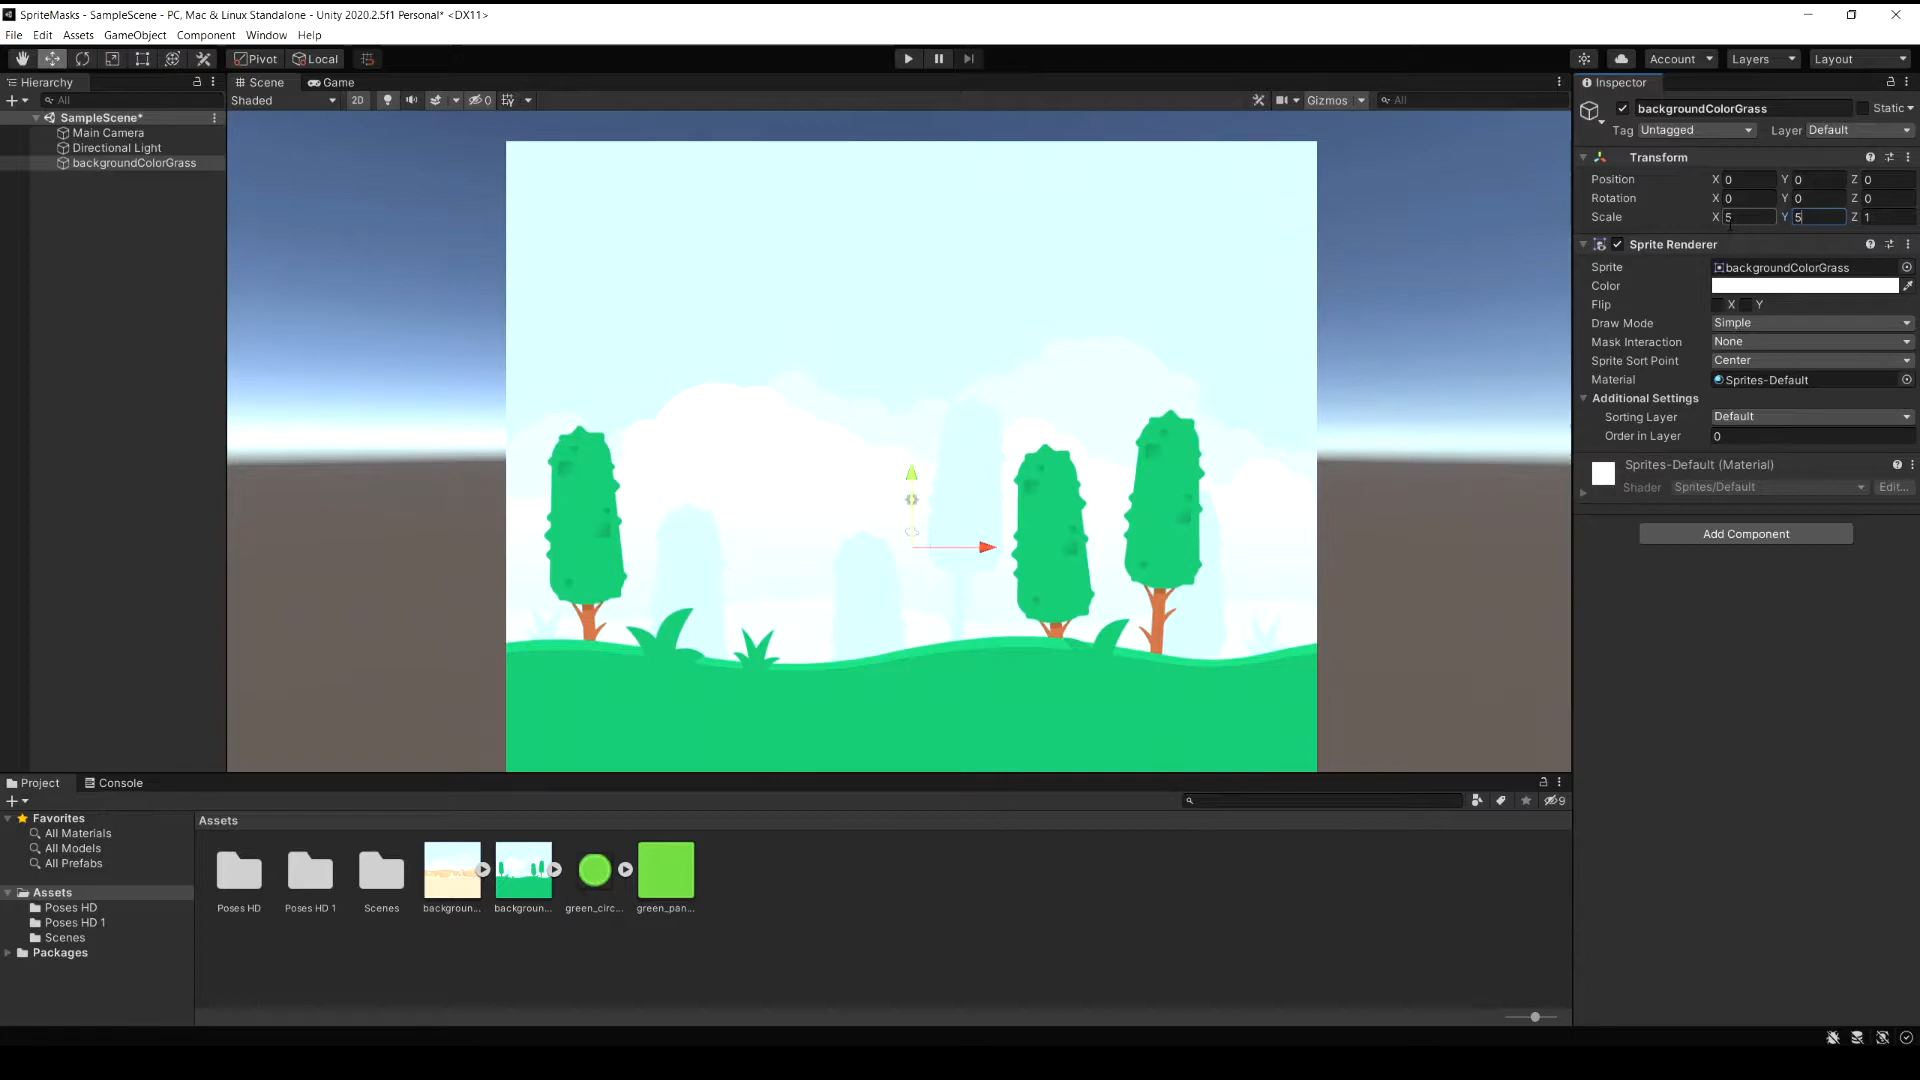 SpriteMasks - SampleScene - PC, Mac & Linux Standalone - Unity 2020.2.5f1 Personal* <DX11>
File Edit Assets GameObject Component Window Help
Pivot Local Account Layers Layout
Hierarchy Scene Game Inspector
All Shaded 2D 0 Gizmos All
SampleScene*
Main Camera
Directional Light
backgroundColorGrass
backgroundColorGrass Static
Tag Untagged Layer Default
Transform
Position X 0 Y 0 Z 0
Rotation X 0 Y 0 Z 0
Scale X 5 Y 5 Z 1
Sprite Renderer
Sprite backgroundColorGrass
Color
Flip X Y
Draw Mode Simple
Mask Interaction None
Sprite Sort Point Center
Material Sprites-Default
Additional Settings
Sorting Layer Default
Order in Layer 0
Sprites-Default (Material)
Shader Sprites/Default Edit...
Add Component
Project Console
9
Favorites
All Materials
All Models
All Prefabs
Assets
Poses HD
Poses HD 1
Scenes
Packages
Assets
Poses HD Poses HD 1 Scenes backgroun... backgroun... green_circ... green_pan...